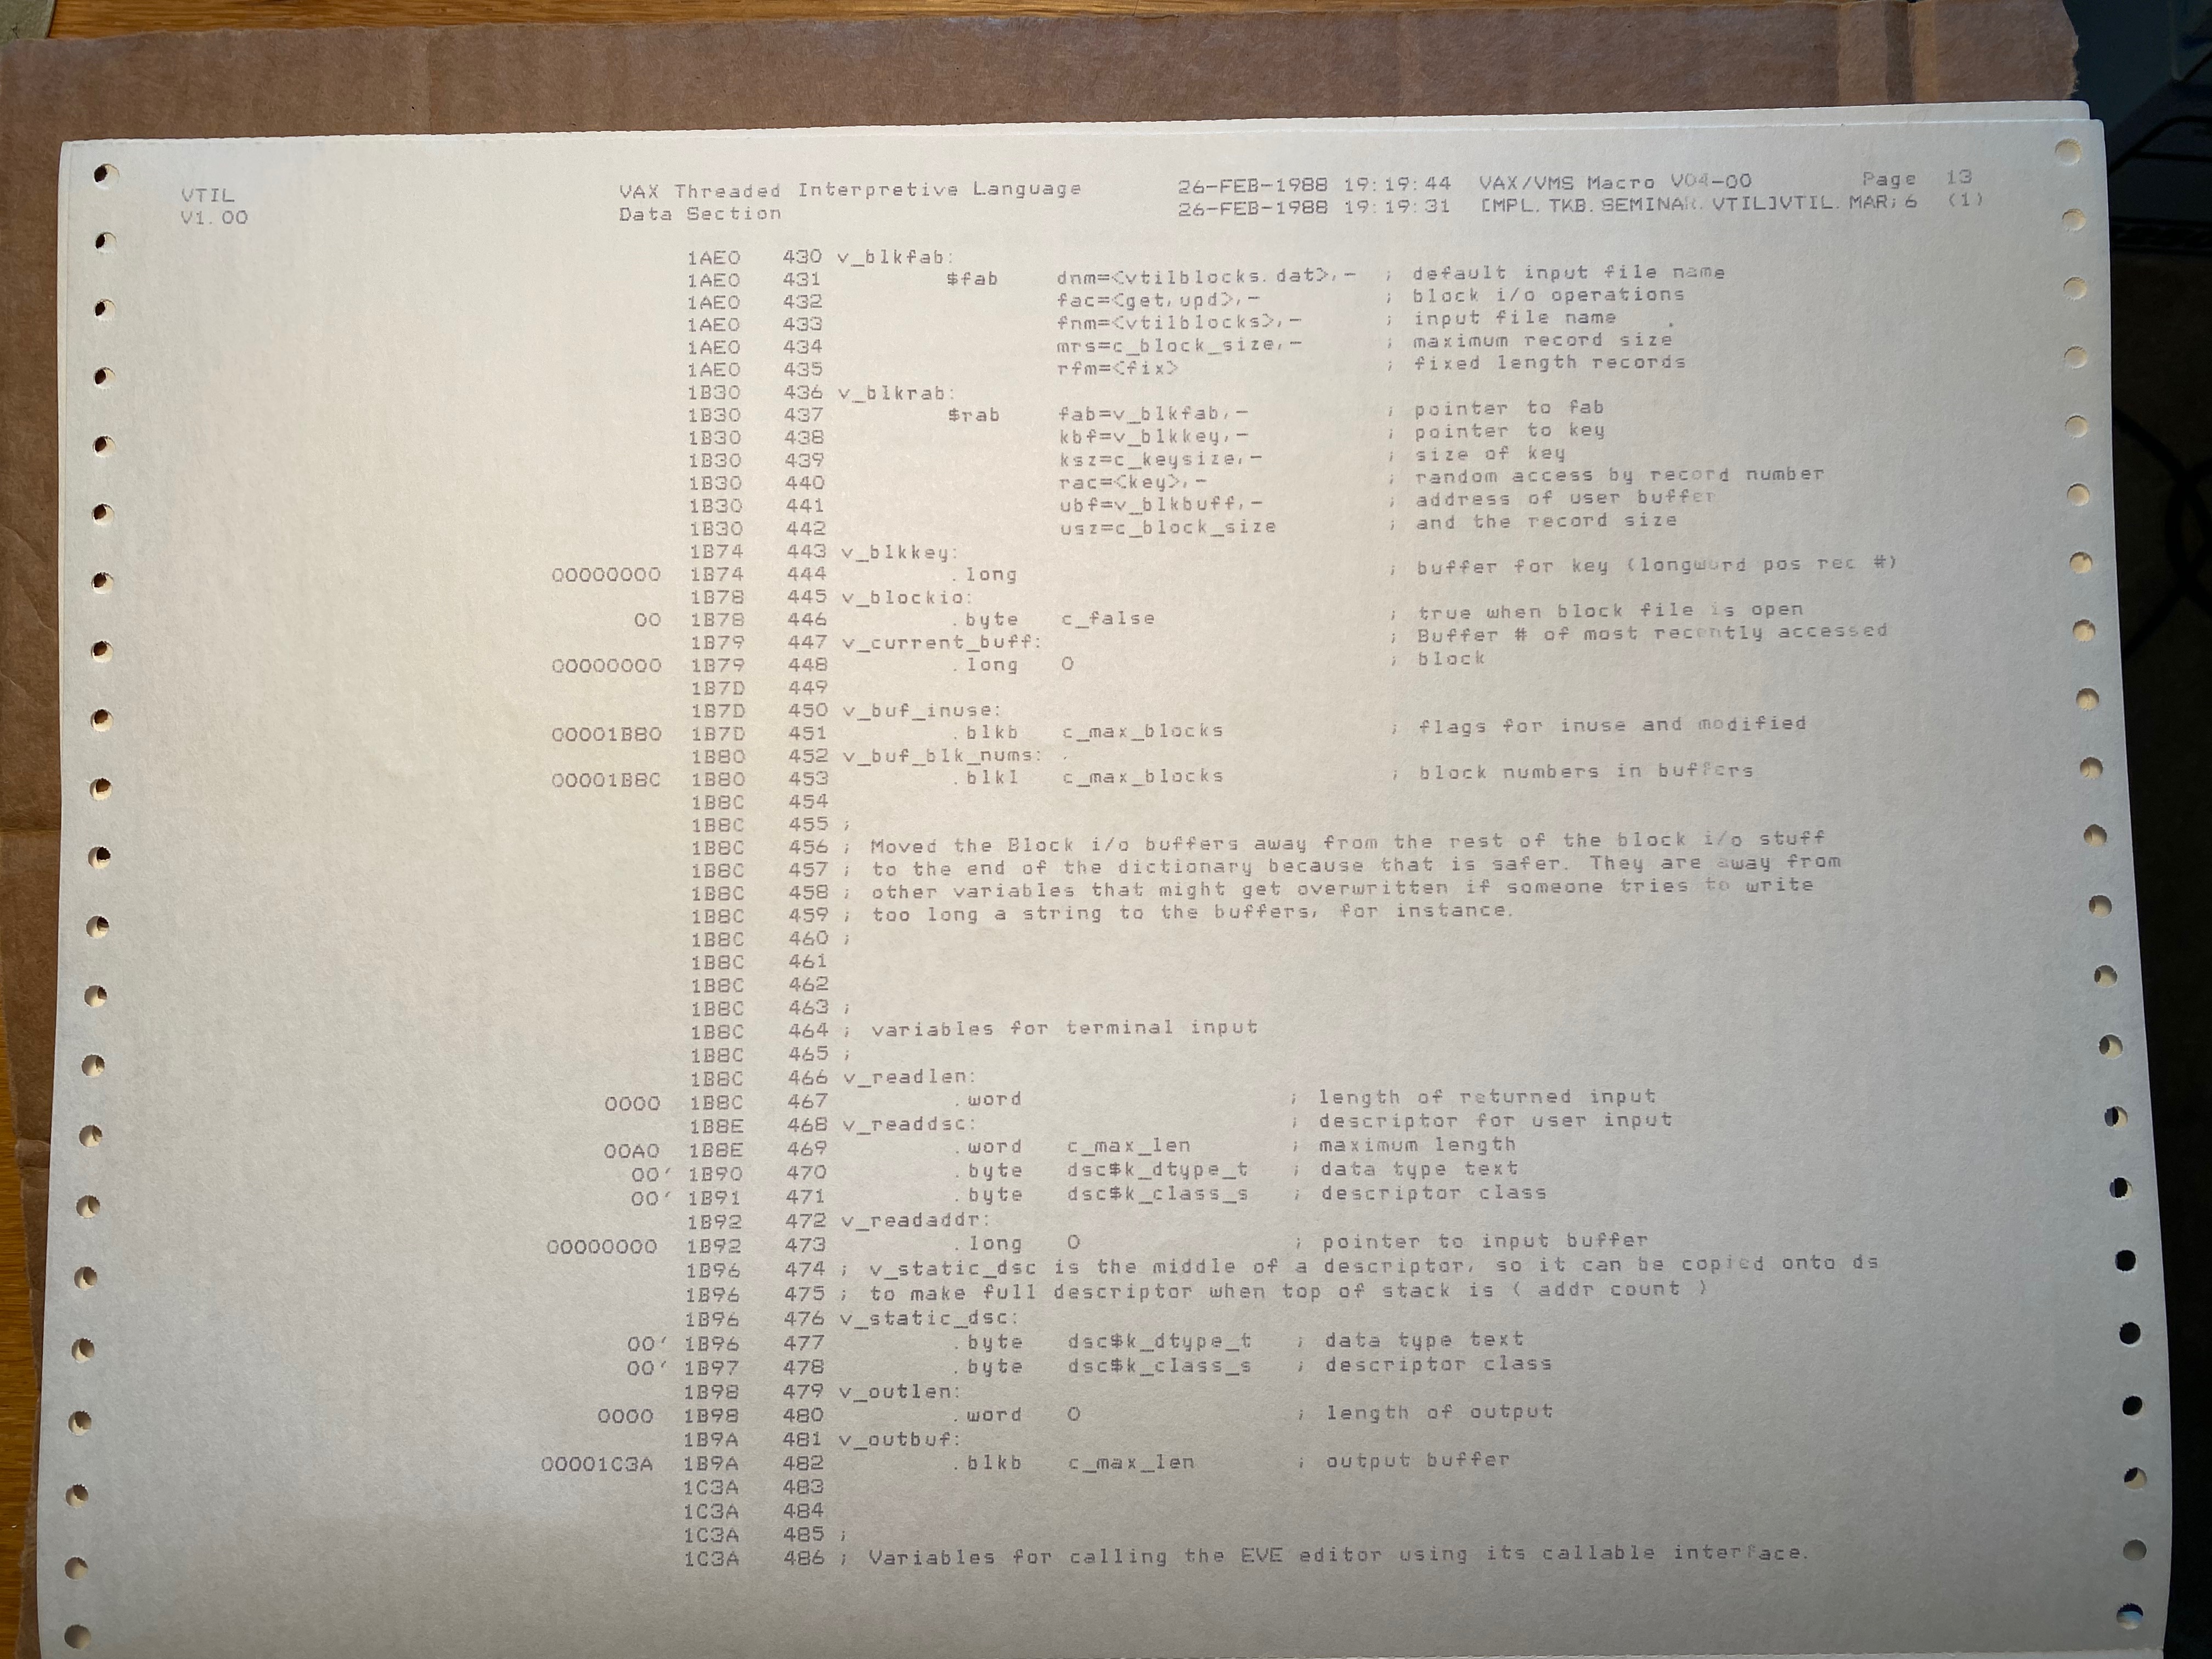 VTIL VAX Threaded Interpretive Language 26-FEB-1988 19:19:44 VAX/VMS Macro V04-00 Page 13
V1.00 Data Section 26-FEB-1988 19:19:31 [MPL.TKB.SEMINAR.VTIL]VTIL.MAR;6 (1)
1AE0 430 v_blkfab:
1AE0 431 $fab dnm=<vtilblocks.dat>,- ; default input file name
1AE0 432 fac=<get,upd>,- ; block i/o operations
1AE0 433 fnm=<vtilblocks>,- ; input file name
1AE0 434 mrs=c_block_size,- ; maximum record size
1AE0 435 rfm=<fix> ; fixed length records
1B30 436 v_blkrab:
1B30 437 $rab fab=v_blkfab,- ; pointer to fab
1B30 438 kbf=v_blkkey,- ; pointer to key
1B30 439 ksz=c_keysize,- ; size of key
1B30 440 rac=<key>,- ; random access by record number
1B30 441 ubf=v_blkbuff,- ; address of user buffer
1B30 442 usz=c_block_size ; and the record size
1B74 443 v_blkkey:
00000000 1B74 444 .long ; buffer for key (longword pos rec #)
1B78 445 v_blockio:
00 1B78 446 .byte c_false ; true when block file is open
1B79 447 v_current_buff: ; Buffer # of most recently accessed
00000000 1B79 448 .long 0 ; block
1B7D 449
1B7D 450 v_buf_inuse:
00001B80 1B7D 451 .blkb c_max_blocks ; flags for inuse and modified
1B80 452 v_buf_blk_nums:
00001B8C 1B80 453 .blkl c_max_blocks ; block numbers in buffers
1B8C 454
1B8C 455 ;
1B8C 456 ; Moved the Block i/o buffers away from the rest of the block i/o stuff
1B8C 457 ; to the end of the dictionary because that is safer. They are away from
1B8C 458 ; other variables that might get overwritten if someone tries to write
1B8C 459 ; too long a string to the buffers, for instance.
1B8C 460 ;
1B8C 461
1B8C 462
1B8C 463 ;
1B8C 464 ; variables for terminal input
1B8C 465 ;
1B8C 466 v_readlen:
0000 1B8C 467 .word ; length of returned input
1B8E 468 v_readdsc: ; descriptor for user input
00A0 1B8E 469 .word c_max_len ; maximum length
00' 1B90 470 .byte dsc$k_dtype_t ; data type text
00' 1B91 471 .byte dsc$k_class_s ; descriptor class
1B92 472 v_readaddr:
00000000 1B92 473 .long 0 ; pointer to input buffer
1B96 474 ; v_static_dsc is the middle of a descriptor, so it can be copied onto ds
1B96 475 ; to make full descriptor when top of stack is ( addr count )
1B96 476 v_static_dsc:
00' 1B96 477 .byte dsc$k_dtype_t ; data type text
00' 1B97 478 .byte dsc$k_class_s ; descriptor class
1B98 479 v_outlen:
0000 1B98 480 .word 0 ; length of output
1B9A 481 v_outbuf:
00001C3A 1B9A 482 .blkb c_max_len ; output buffer
1C3A 483
1C3A 484
1C3A 485 ;
1C3A 486 ; Variables for calling the EVE editor using its callable interface.